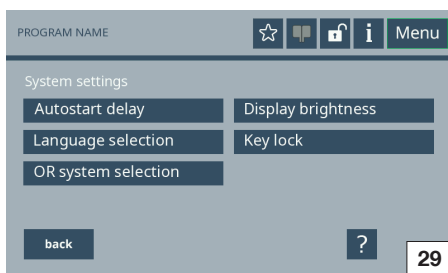 PROGRAM NAME
i Menu
System settings
Autostart delay Display brightness
Language selection Key lock
OR system selection
back ?
29